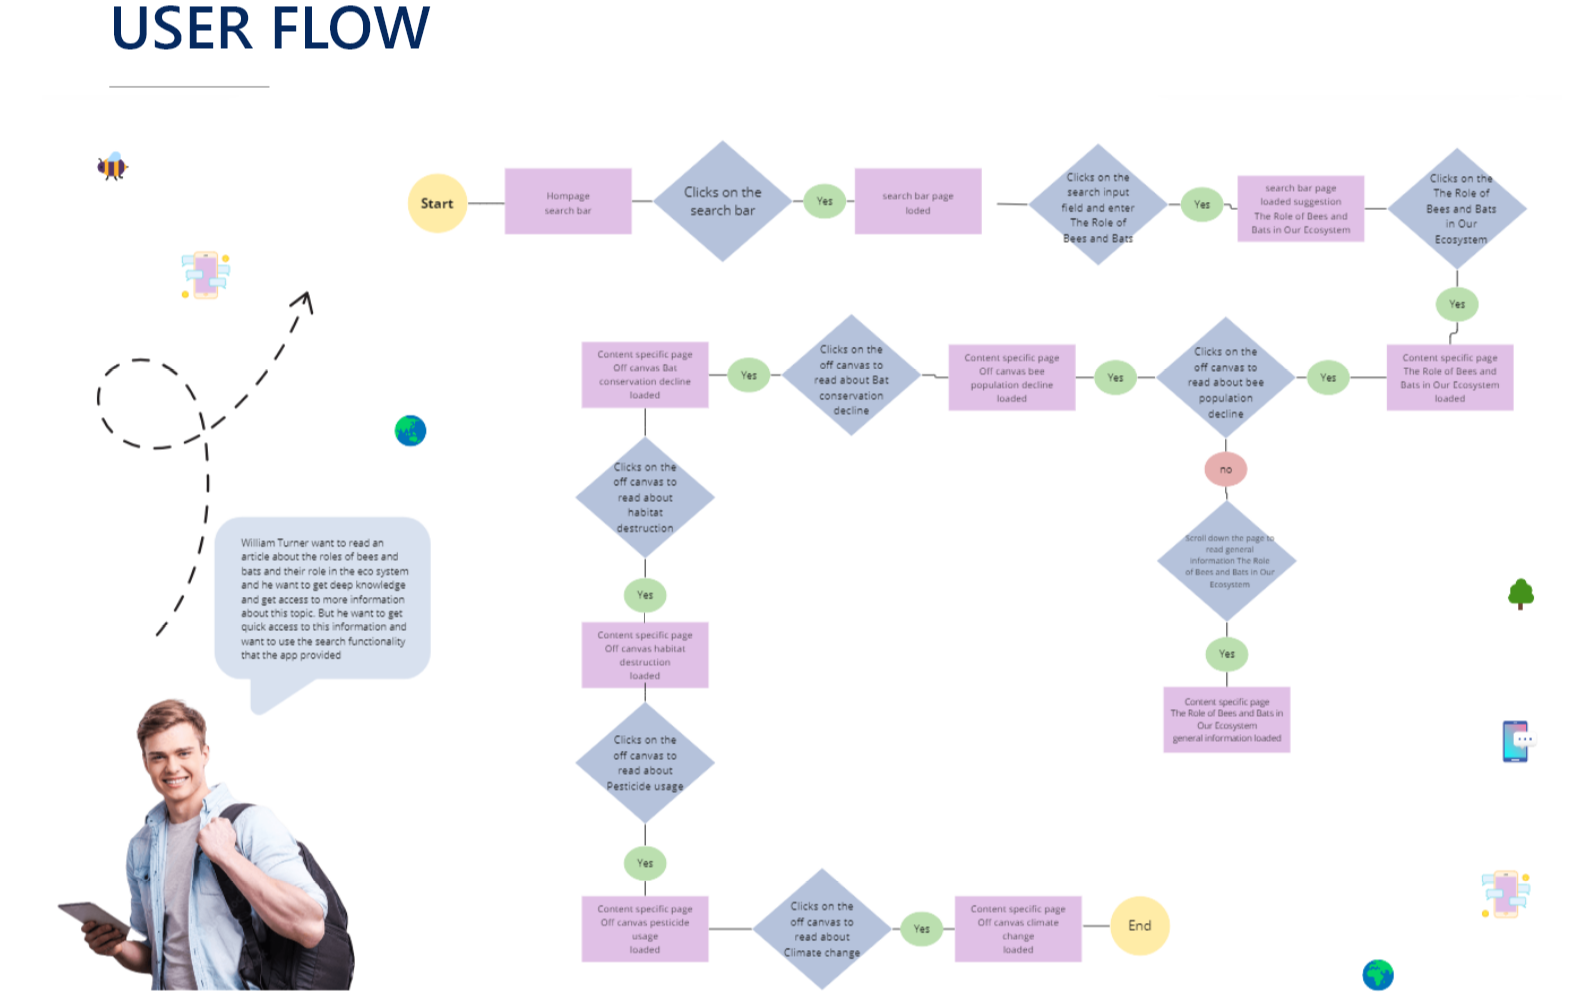 USER FLOW
Start
Hompage
search bar
Clicks on the
search bar
Yes
search bar page
loded
Clicks on the
search input
field and enter
The Role of
Bees and Bats
Yes
search bar page
loaded suggestion
The Role of Bees and
Bats in Our Ecosystem
Clicks on the
The Role of
Bees and Bats
in Our
Ecosystem
Yes
Content specific page
The Role of Bees and
Bats in Our Ecosystem
loaded
Yes
Clicks on the
off canvas to
read about bee
population
decline
Yes
Content specific page
Off canvas bee
population decline
loaded
Clicks on the
off canvas to
read about Bat
conservation
decline
Yes
Content specific page
Off canvas Bat
conservation decline
loaded
no
Scroll down the page to
read general
information The Role
of Bees and Bats in Our
Ecosystem
Yes
Content specific page
The Role of Bees and Bats in
Our Ecosystem
general information loaded
Clicks on the
off canvas to
read about
habitat
destruction
Yes
Content specific page
Off canvas habitat
destruction
loaded
Clicks on the
off canvas to
read about
Pesticide usage
Yes
Content specific page
Off canvas pesticide
usage
loaded
Clicks on the
off canvas to
read about
Climate change
Yes
Content specific page
Off canvas climate
change
loaded
End
William Turner want to read an
article about the roles of bees and
bats and their role in the eco system
and he want to get deep knowledge
and get access to more information
about this topic. But he want to get
quick access to this information and
want to use the search functionality
that the app provided